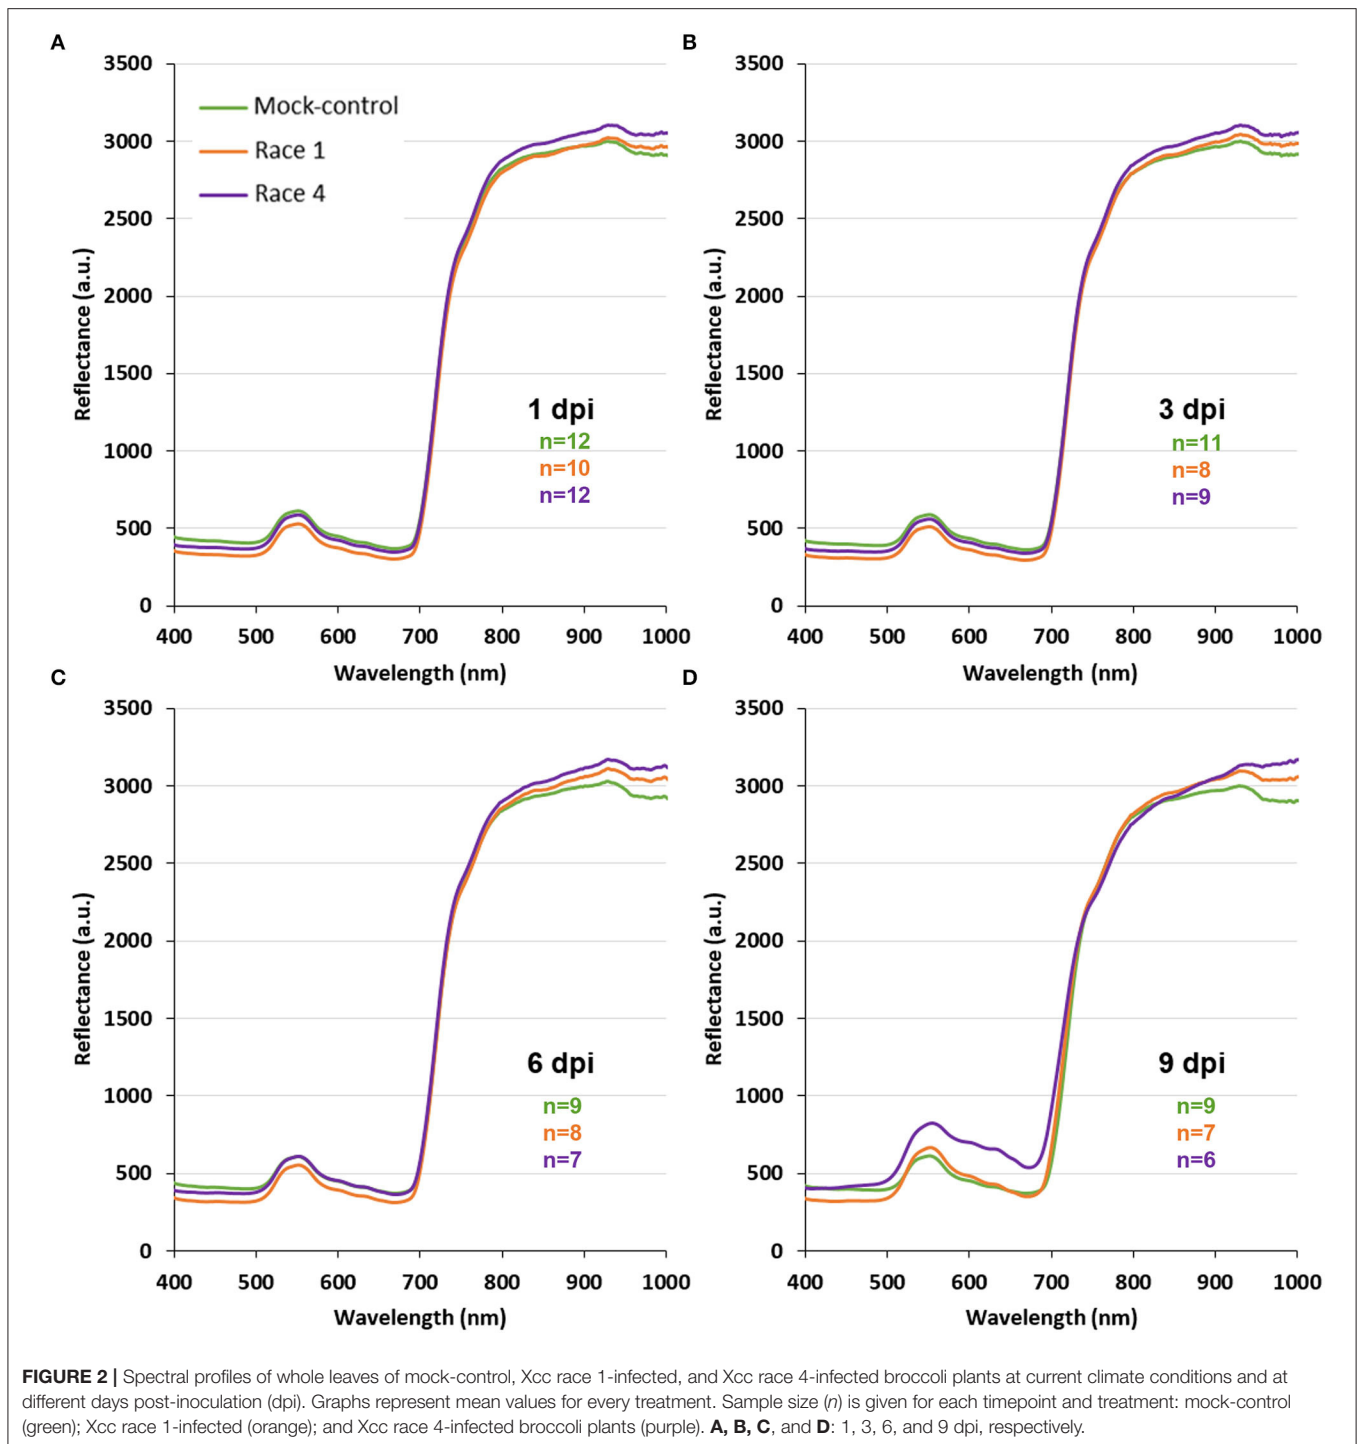 A
3500
3000
2500
2000
1500
1000
500
0
Reflectance (a.u.)
Mock-control
Race 1
Race 4
1 dpi
n=12
n=10
n=12
400 500 600 700 800 900 1000
Wavelength (nm)
B
3500
3000
2500
2000
1500
1000
500
0
Reflectance (a.u.)
3 dpi
n=11
n=8
n=9
400 500 600 700 800 900 1000
Wavelength (nm)
C
3500
3000
2500
2000
1500
1000
500
0
Reflectance (a.u.)
6 dpi
n=9
n=8
n=7
400 500 600 700 800 900 1000
Wavelength (nm)
D
3500
3000
2500
2000
1500
1000
500
0
Reflectance (a.u.)
9 dpi
n=9
n=7
n=6
400 500 600 700 800 900 1000
Wavelength (nm)
FIGURE 2 | Spectral profiles of whole leaves of mock-control, Xcc race 1-infected, and Xcc race 4-infected broccoli plants at current climate conditions and at
different days post-inoculation (dpi). Graphs represent mean values for every treatment. Sample size (n) is given for each timepoint and treatment: mock-control
(green); Xcc race 1-infected (orange); and Xcc race 4-infected broccoli plants (purple). A, B, C, and D: 1, 3, 6, and 9 dpi, respectively.